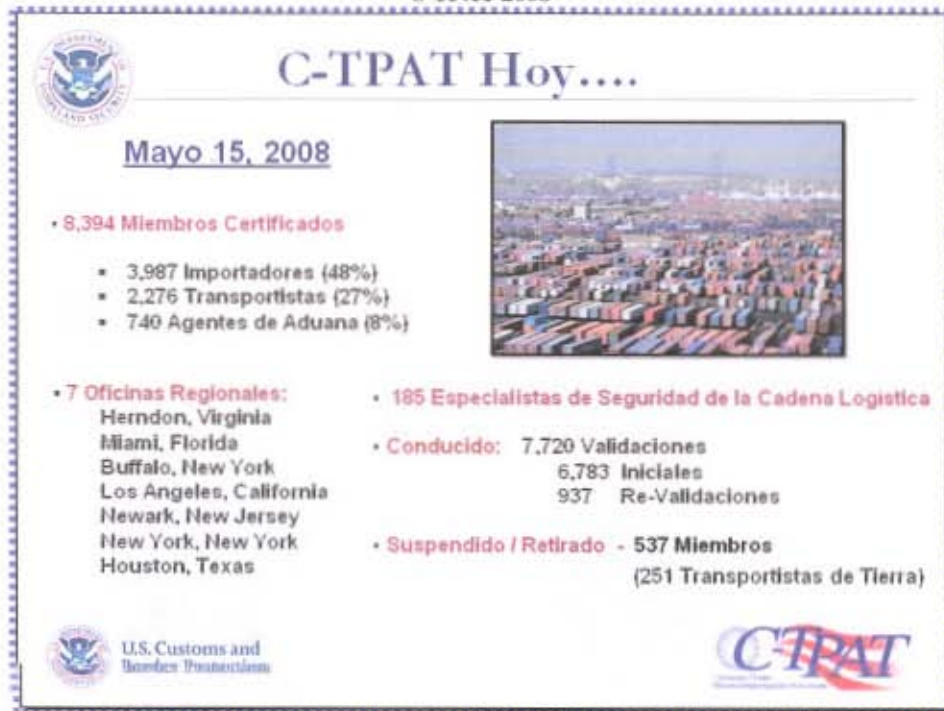 C-TPAT Hoy....
Mayo 15, 2008
• 8,394 Miembros Certificados
▪ 3,987 Importadores (48%)
▪ 2,276 Transportistas (27%)
▪ 740 Agentes de Aduana (8%)
• 7 Oficinas Regionales:
Herndon, Virginia
Miami, Florida
Buffalo, New York
Los Angeles, California
Newark, New Jersey
New York, New York
Houston, Texas
• 185 Especialistas de Seguridad de la Cadena Logistica
• Conducido: 7,720 Validaciones
6,783 Iniciales
937 Re-Validaciones
• Suspendido / Retirado - 537 Miembros
(251 Transportistas de Tierra)
U.S. Customs and
Border Protection
C-TPAT